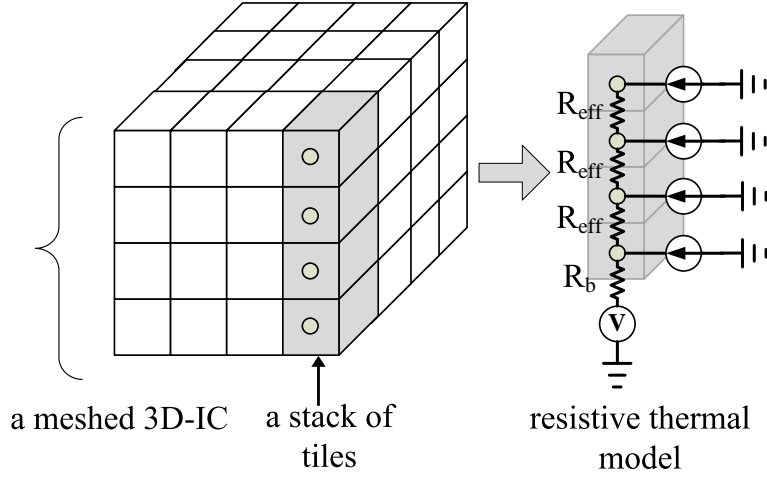 R_eff
R_eff
R_eff
R_b
V
a meshed 3D-IC
a stack of
tiles
resistive thermal
model